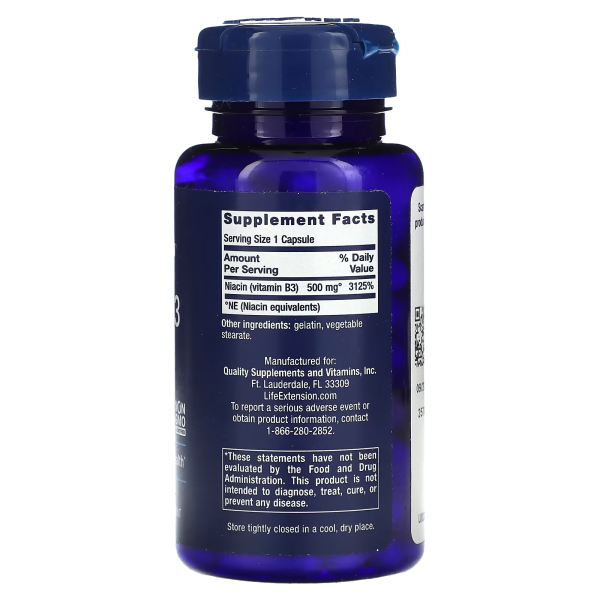 Supplement Facts
Serving Size 1 Capsule
Amount % Daily
Per Serving Value
Niacin (vitamin B3) 500 mg* 3125%
*NE (Niacin equivalents)
Other ingredients: gelatin, vegetable
stearate.
Manufactured for:
Quality Supplements and Vitamins, Inc.
Ft. Lauderdale, FL 33309
LifeExtension.com
To report a serious adverse event or
obtain product information, contact
1-866-280-2852.
*These statements have not been
evaluated by the Food and Drug
Administration. This product is not
intended to diagnose, treat, cure, or
prevent any disease.
Store tightly closed in a cool, dry place.
3